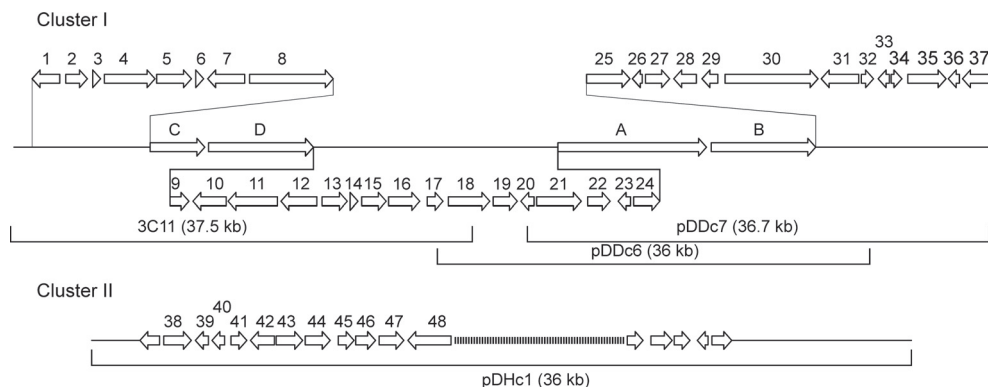 Cluster I
1 2 3 4 5 6 7 8 25 26 27 28 29 30 31 32 33 34 35 36 37
C D A B
9 10 11 12 13 14 15 16 17 18 19 20 21 22 23 24
3C11 (37.5 kb) pDDc7 (36.7 kb)
pDDc6 (36 kb)
Cluster II
38 39 40 41 42 43 44 45 46 47 48
pDHc1 (36 kb)